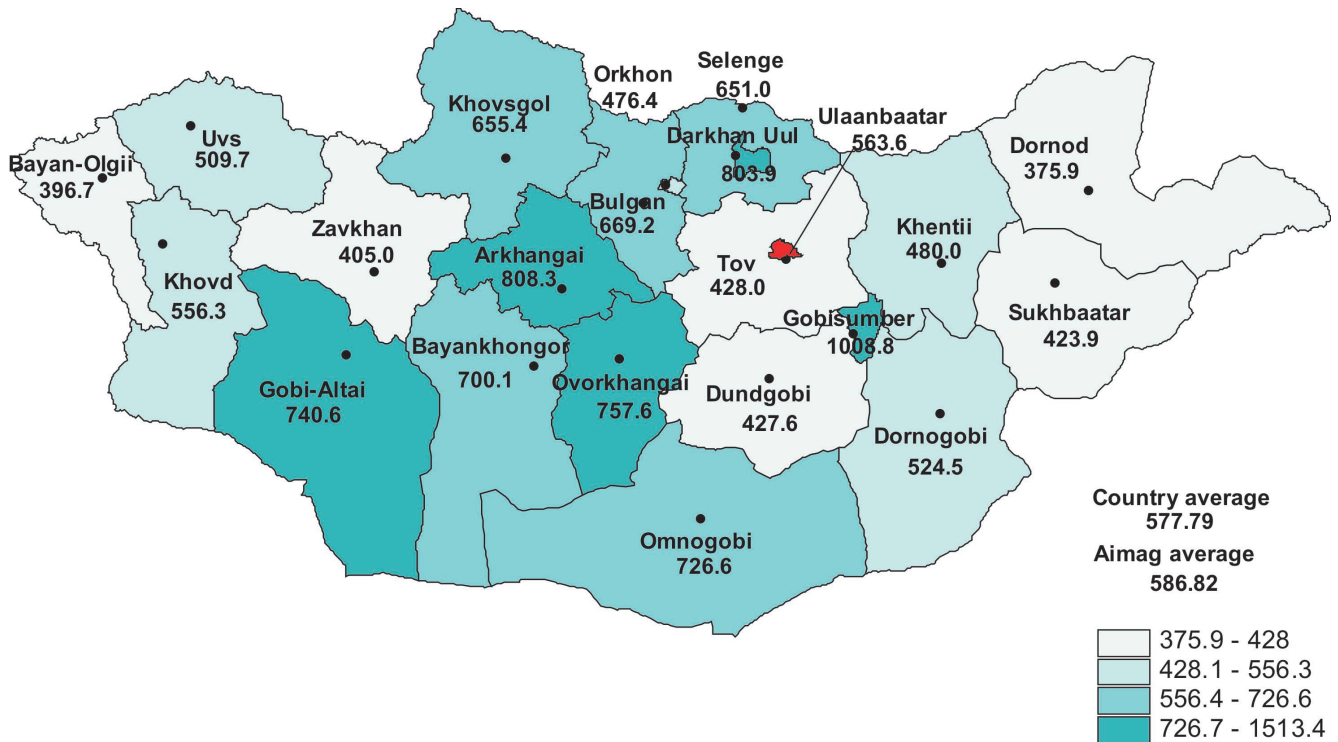 Orkhon
476.4
Selenge
651.0
Khovsgol
655.4
Ulaanbaatar
563.6
Uvs
509.7
Darkhan Uul
803.9
Dornod
375.9
Bayan-Olgii
396.7
Bulgan
669.2
Khentii
480.0
Zavkhan
405.0
Arkhangai
808.3
Tov
428.0
Khovd
556.3
Gobisumber
1008.8
Sukhbaatar
423.9
Bayankhongor
700.1
Gobi-Altai
740.6
Ovorkhangai
757.6
Dundgobi
427.6
Dornogobi
524.5
Omnogobi
726.6
Country average
577.79
Aimag average
586.82
375.9 - 428
428.1 - 556.3
556.4 - 726.6
726.7 - 1513.4